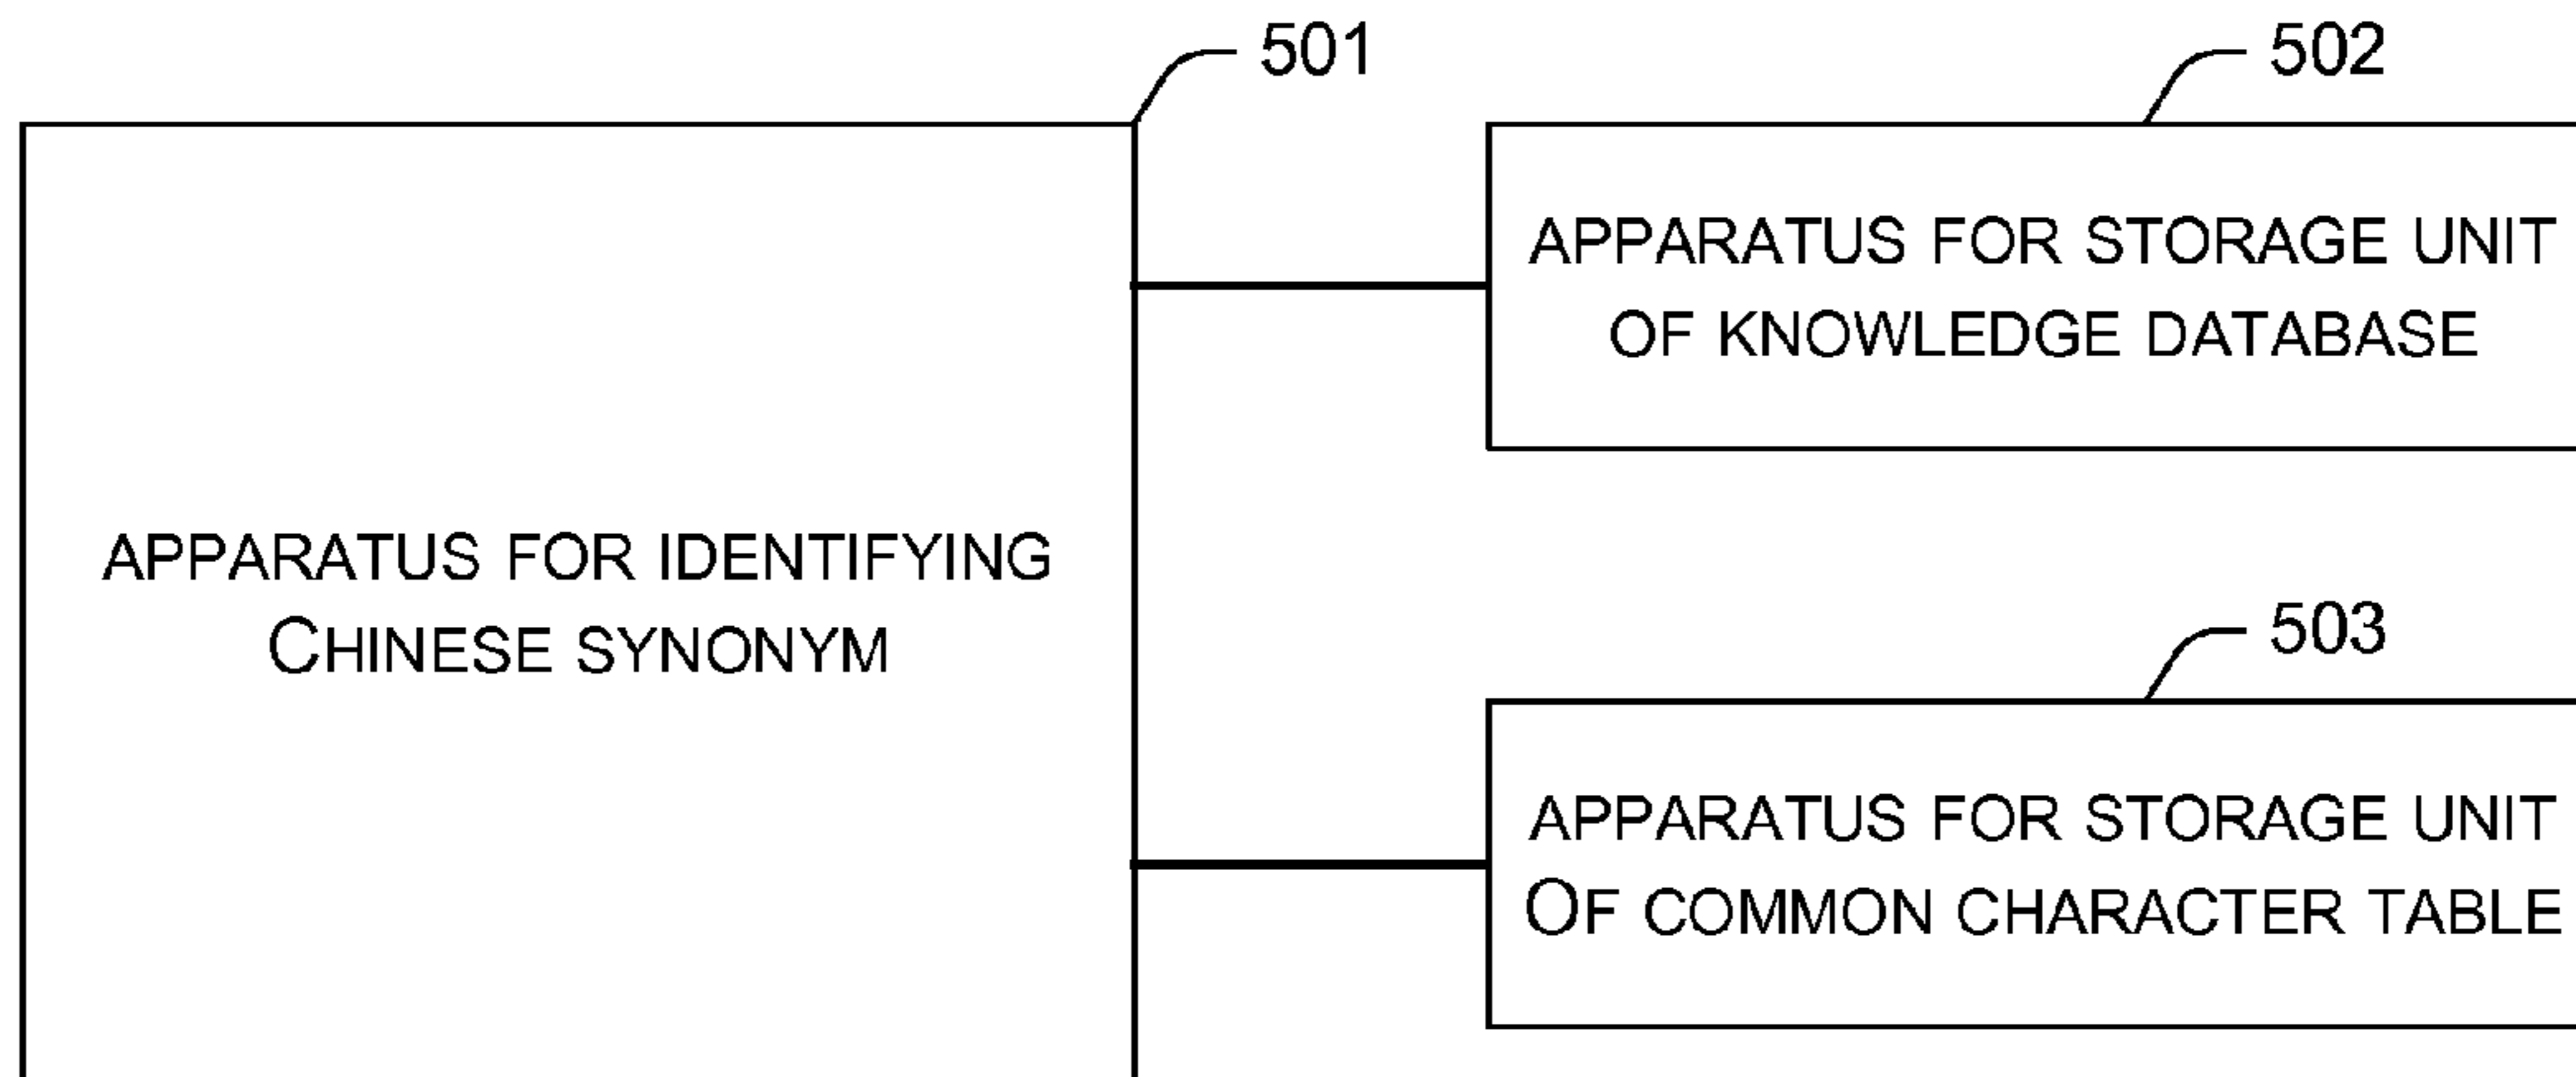 501
502
APPARATUS FOR STORAGE UNIT
OF KNOWLEDGE DATABASE
APPARATUS FOR IDENTIFYING
CHINESE SYNONYM
503
APPARATUS FOR STORAGE UNIT
OF COMMON CHARACTER TABLE